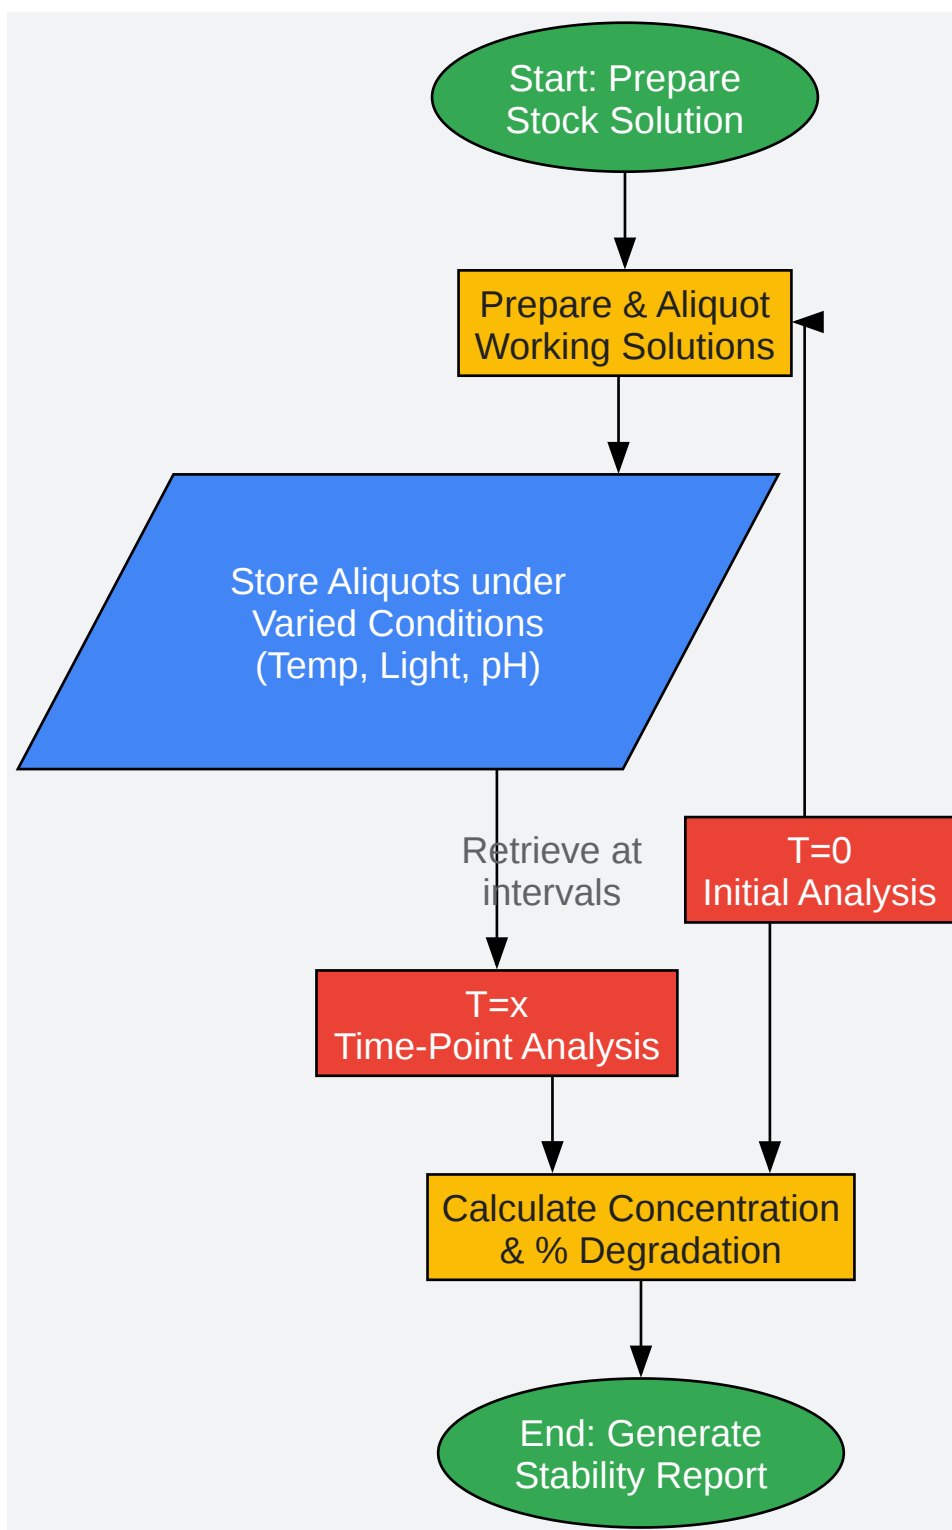 Start: Prepare
Stock Solution
Prepare & Aliquot
Working Solutions
Store Aliquots under
Varied Conditions
(Temp, Light, pH)
Retrieve at
intervals
T=0
Initial Analysis
T=x
Time-Point Analysis
Calculate Concentration
& % Degradation
End: Generate
Stability Report